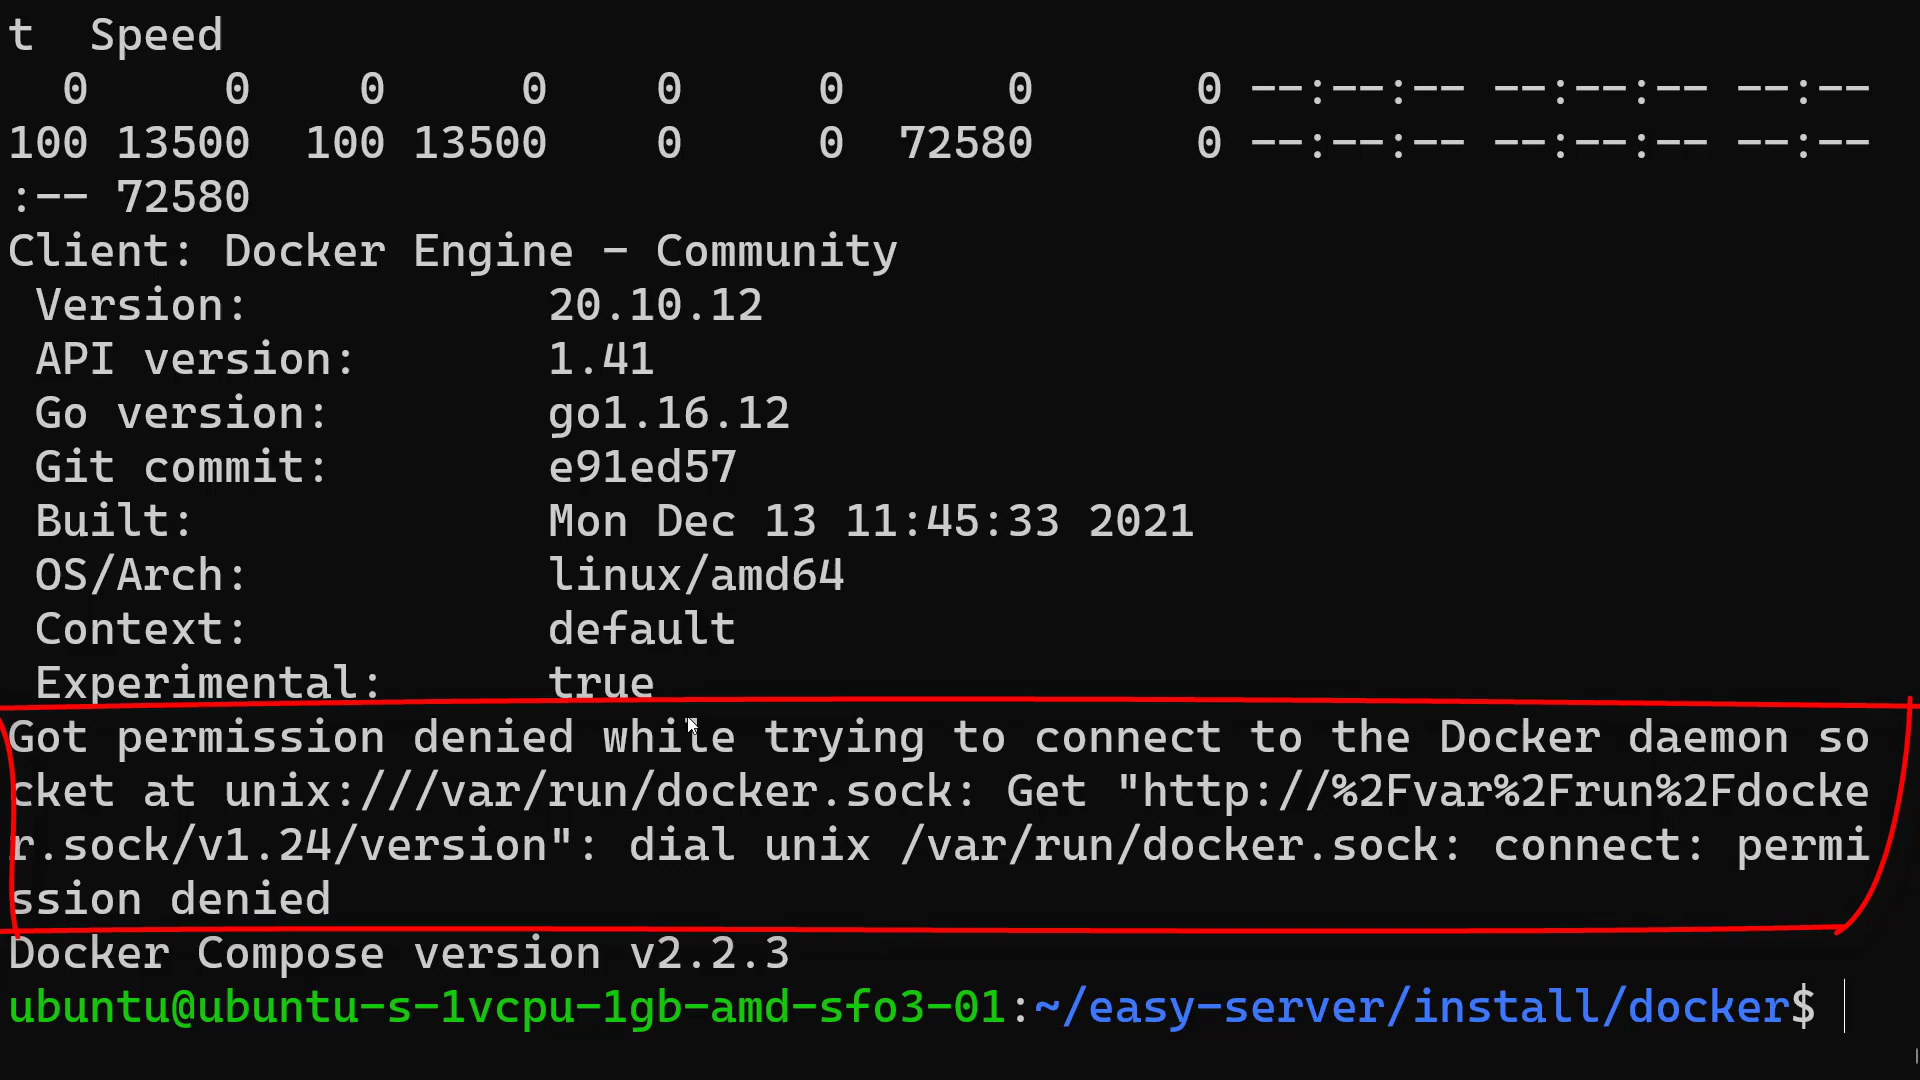 t  Speed
  0     0    0     0    0     0      0      0 --:--:-- --:--:-- --:--
100 13500  100 13500    0     0  72580      0 --:--:-- --:--:-- --:--
:-- 72580
Client: Docker Engine - Community
 Version:           20.10.12
 API version:       1.41
 Go version:        go1.16.12
 Git commit:        e91ed57
 Built:             Mon Dec 13 11:45:33 2021
 OS/Arch:           linux/amd64
 Context:           default
 Experimental:      true
Got permission denied while trying to connect to the Docker daemon so
cket at unix:///var/run/docker.sock: Get "http://%2Fvar%2Frun%2Fdocke
r.sock/v1.24/version": dial unix /var/run/docker.sock: connect: permi
ssion denied
Docker Compose version v2.2.3
ubuntu@ubuntu-s-1vcpu-1gb-amd-sfo3-01:~/easy-server/install/docker$